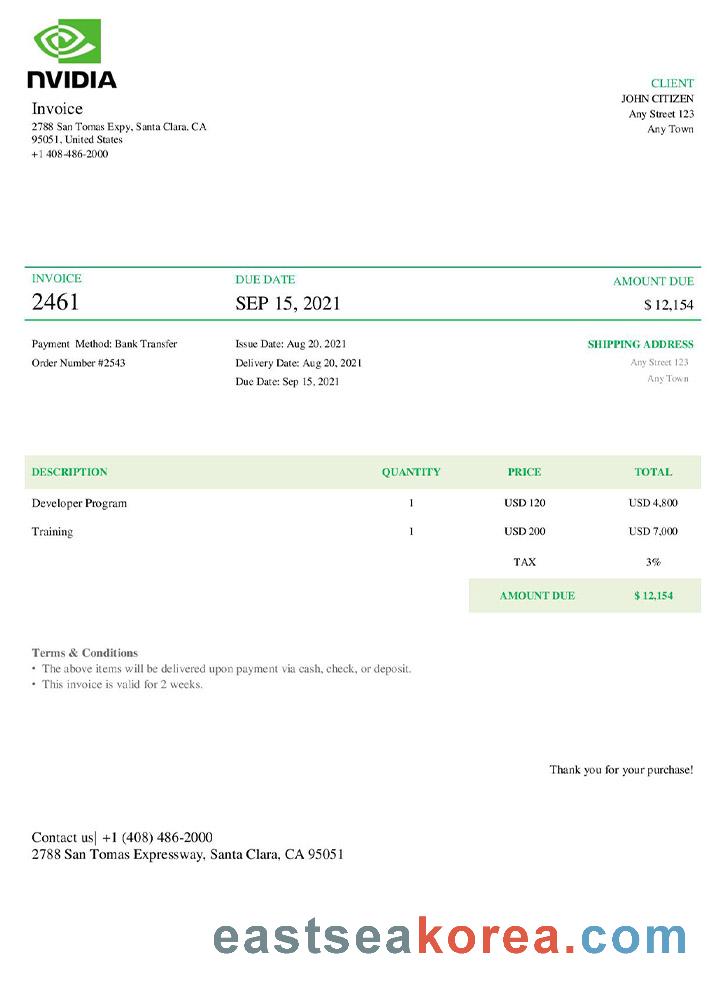 NVIDIA
Invoice
2788 San Tomas Expy, Santa Clara, CA
95051, United States
+1 408-486-2000
CLIENT
JOHN CITIZEN
Any Street 123
Any Town
INVOICE DUE DATE AMOUNT DUE
2461 SEP 15, 2021 $ 12,154
Payment Method: Bank Transfer Issue Date: Aug 20, 2021 SHIPPING ADDRESS
Order Number #2543 Delivery Date: Aug 20, 2021 Any Street 123
Due Date: Sep 15, 2021 Any Town
DESCRIPTION QUANTITY PRICE TOTAL
Developer Program 1 USD 120 USD 4,800
Training 1 USD 200 USD 7,000
TAX 3%
AMOUNT DUE $ 12,154
Terms & Conditions
• The above items will be delivered upon payment via cash, check, or deposit.
• This invoice is valid for 2 weeks.
Thank you for your purchase!
Contact us| +1 (408) 486-2000
2788 San Tomas Expressway, Santa Clara, CA 95051
eastseakorea.com